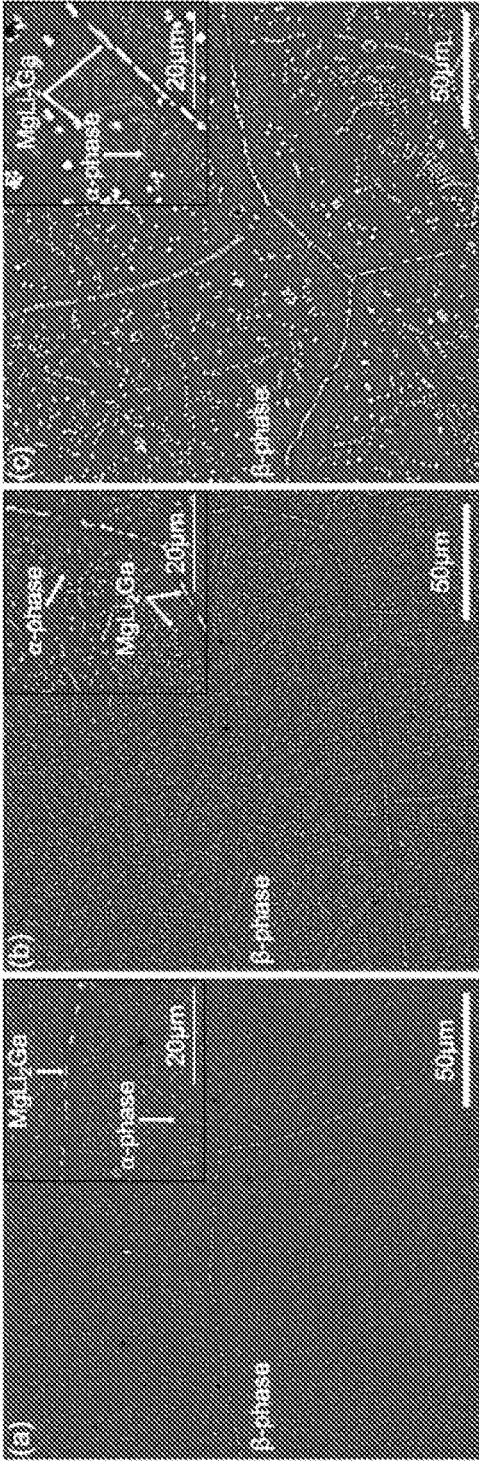 (a)
MgLi₂Ga
α-phase
20μm
β-phase
50μm
(b)
α-phase
MgLi₂Ga
20μm
β-phase
50μm
(c)
MgLi₂Ga
α-phase
20μm
β-phase
50μm